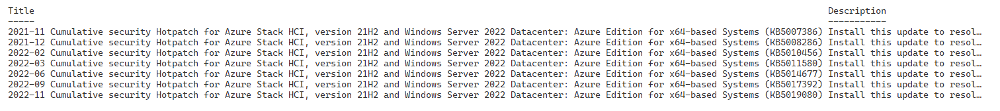 Title Description
----- -----------
2021-11 Cumulative security Hotpatch for Azure Stack HCI, version 21H2 and Windows Server 2022 Datacenter: Azure Edition for x64-based Systems (KB5007386) Install this update to resol…
2021-12 Cumulative security Hotpatch for Azure Stack HCI, version 21H2 and Windows Server 2022 Datacenter: Azure Edition for x64-based Systems (KB5008286) Install this update to resol…
2022-02 Cumulative security Hotpatch for Azure Stack HCI, version 21H2 and Windows Server 2022 Datacenter: Azure Edition for x64-based Systems (KB5010456) Install this update to resol…
2022-03 Cumulative security Hotpatch for Azure Stack HCI, version 21H2 and Windows Server 2022 Datacenter: Azure Edition for x64-based Systems (KB5011580) Install this update to resol…
2022-06 Cumulative security Hotpatch for Azure Stack HCI, version 21H2 and Windows Server 2022 Datacenter: Azure Edition for x64-based Systems (KB5014677) Install this update to resol…
2022-09 Cumulative security Hotpatch for Azure Stack HCI, version 21H2 and Windows Server 2022 Datacenter: Azure Edition for x64-based Systems (KB5017392) Install this update to resol…
2022-11 Cumulative security Hotpatch for Azure Stack HCI, version 21H2 and Windows Server 2022 Datacenter: Azure Edition for x64-based Systems (KB5019080) Install this update to resol…